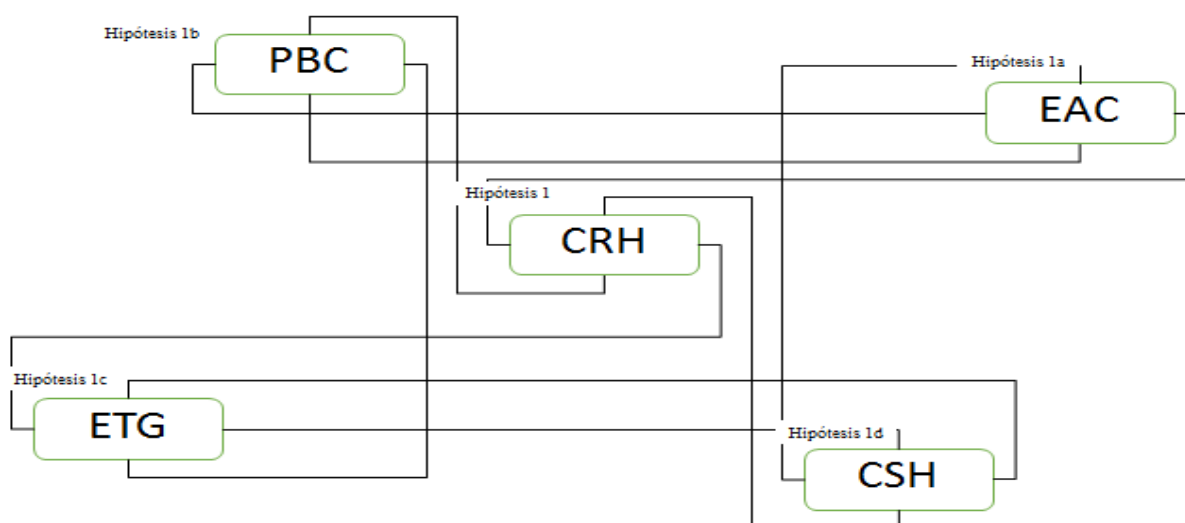 Hipótesis 1b
PBC
Hipótesis 1a
EAC
Hipótesis 1
CRH
Hipótesis 1c
ETG
Hipótesis 1d
CSH